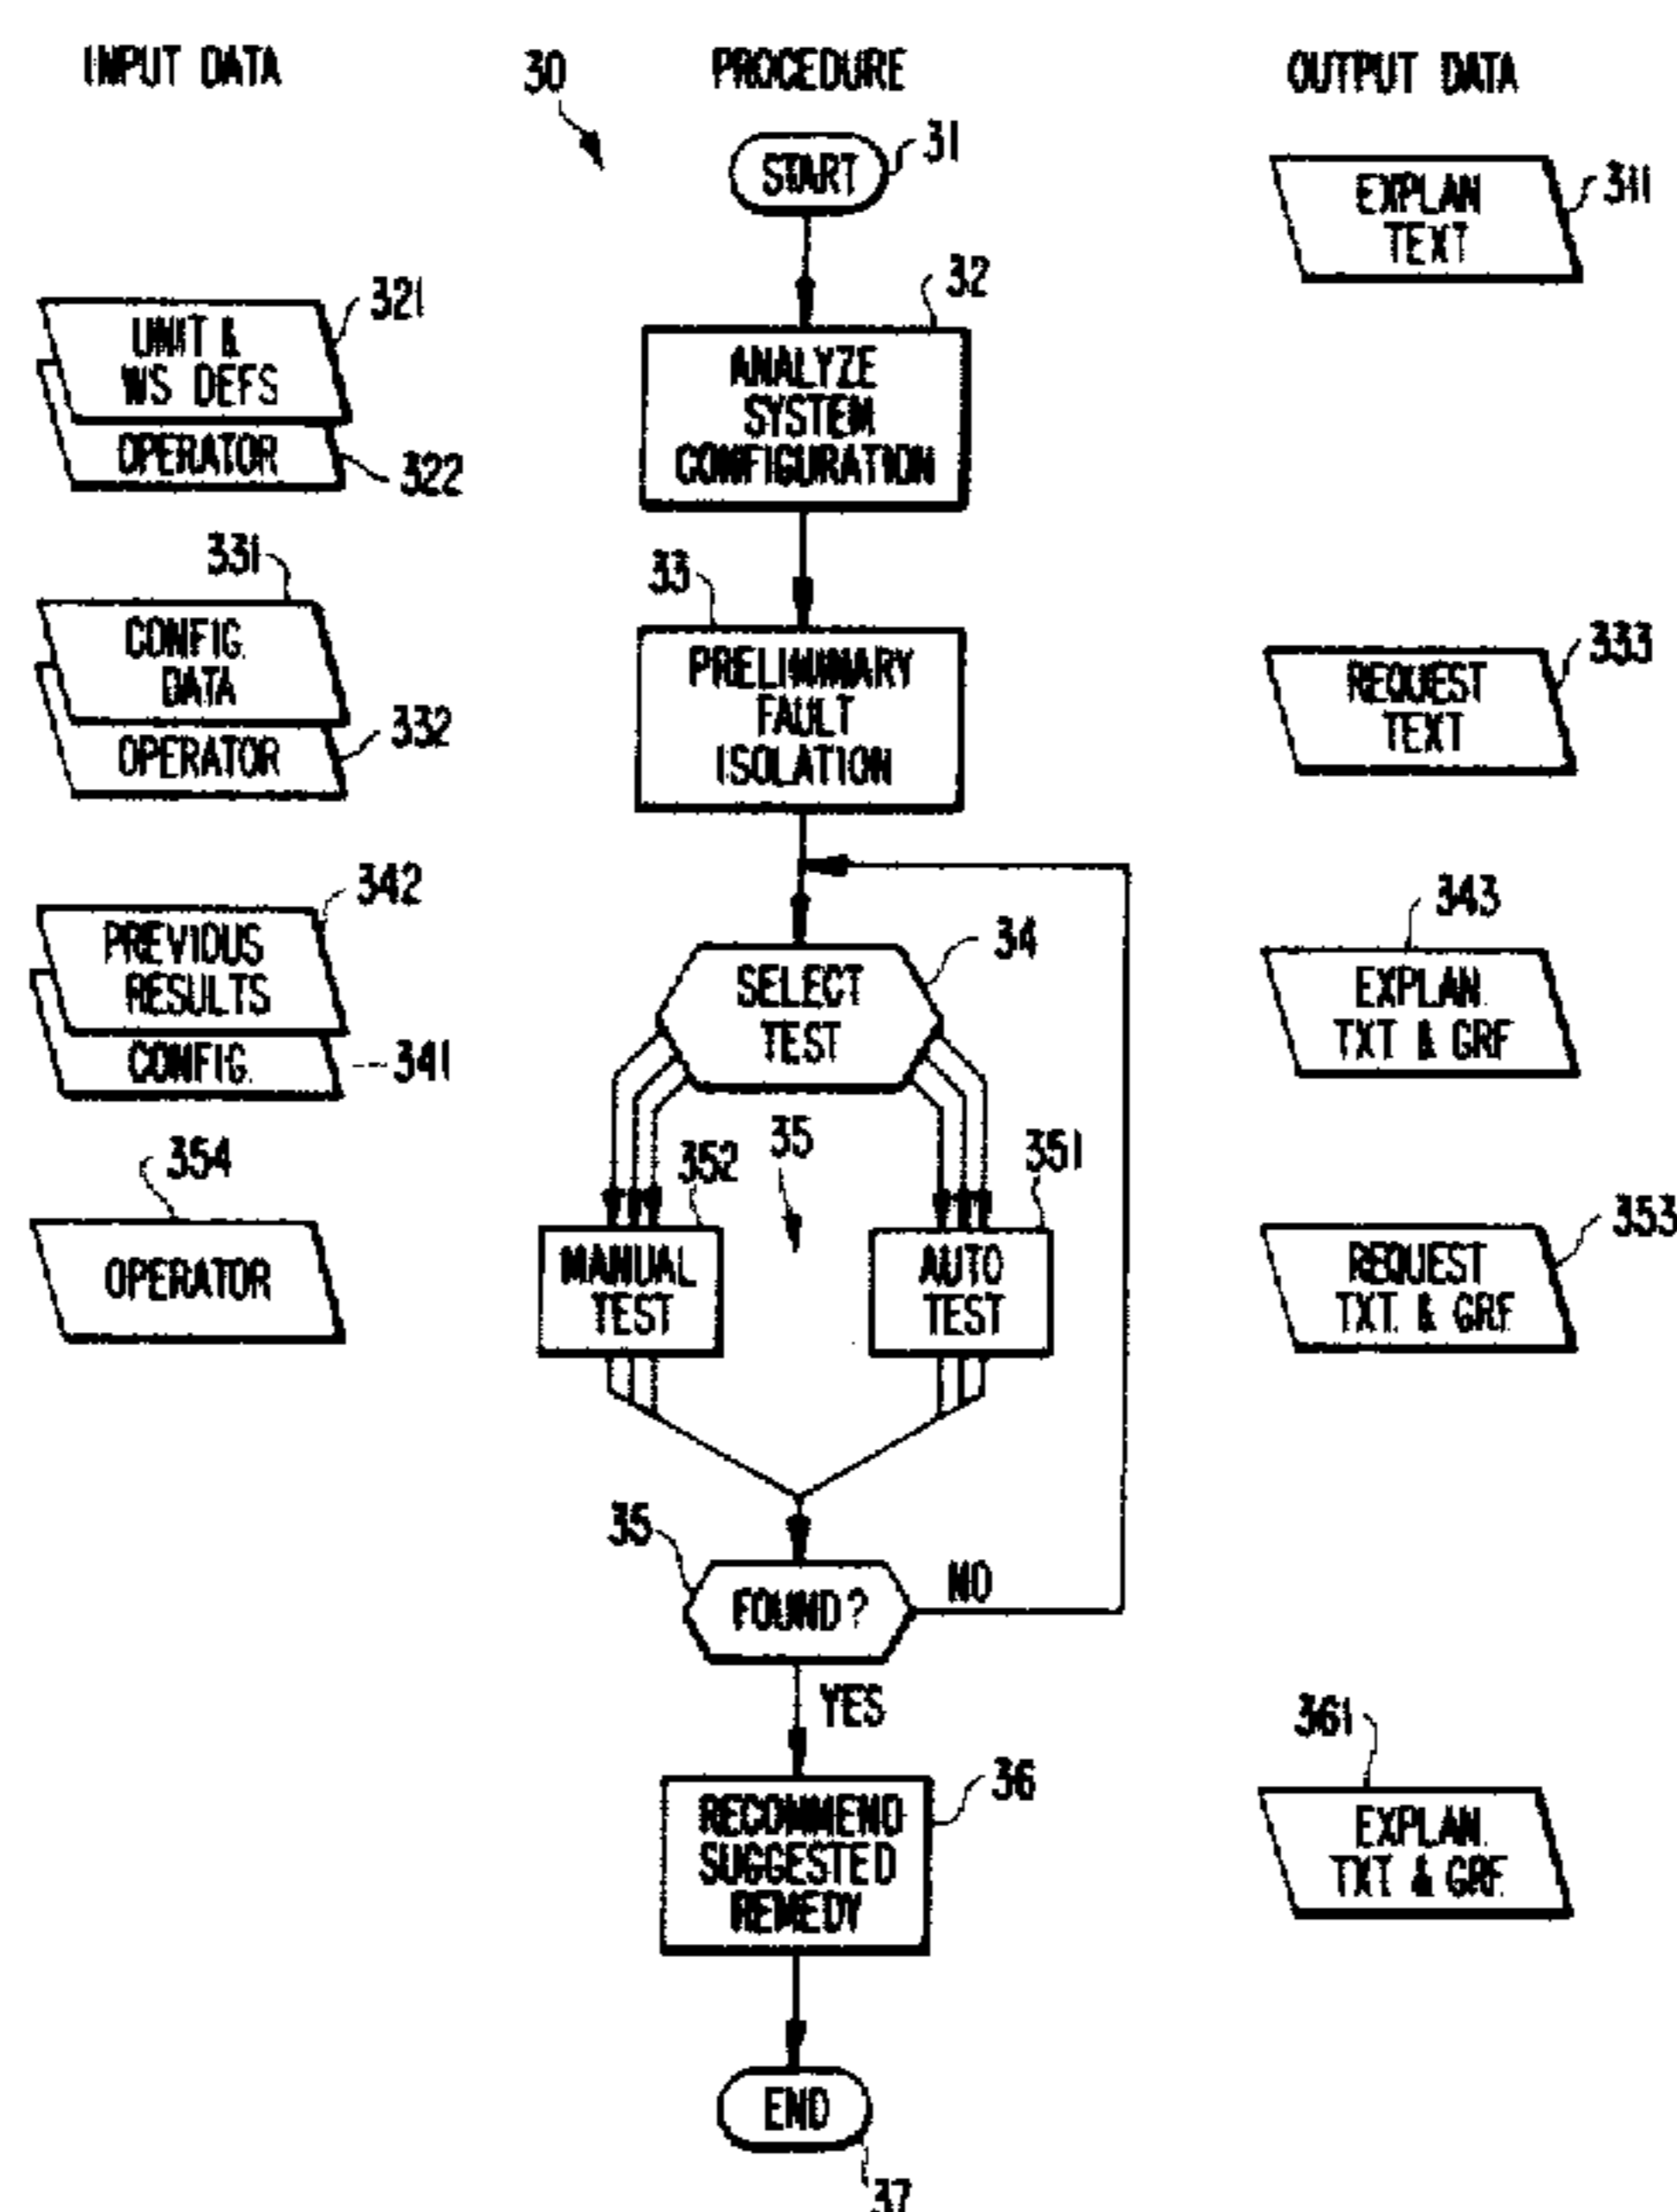 INPUT DATA
30
PROCEDURE
OUTPUT DATA
START
31
EXPLAN
TEXT
311
UNIT &
WS DEFS
321
OPERATOR
322
32
ANALYZE
SYSTEM
CONFIGURATION
331
CONFIG.
DATA
OPERATOR
332
33
PRELIMINARY
FAULT
ISOLATION
REQUEST
TEXT
333
342
PREVIOUS
RESULTS
CONFIG.
341
34
SELECT
TEST
343
EXPLAN.
TXT & GRF
354
OPERATOR
352
35
351
MANUAL
TEST
AUTO
TEST
353
REQUEST
TXT. & GRF
35
FOUND?
NO
YES
36
RECOMMEND
SUGGESTED
REMEDY
361
EXPLAN.
TXT & GRF.
END
37